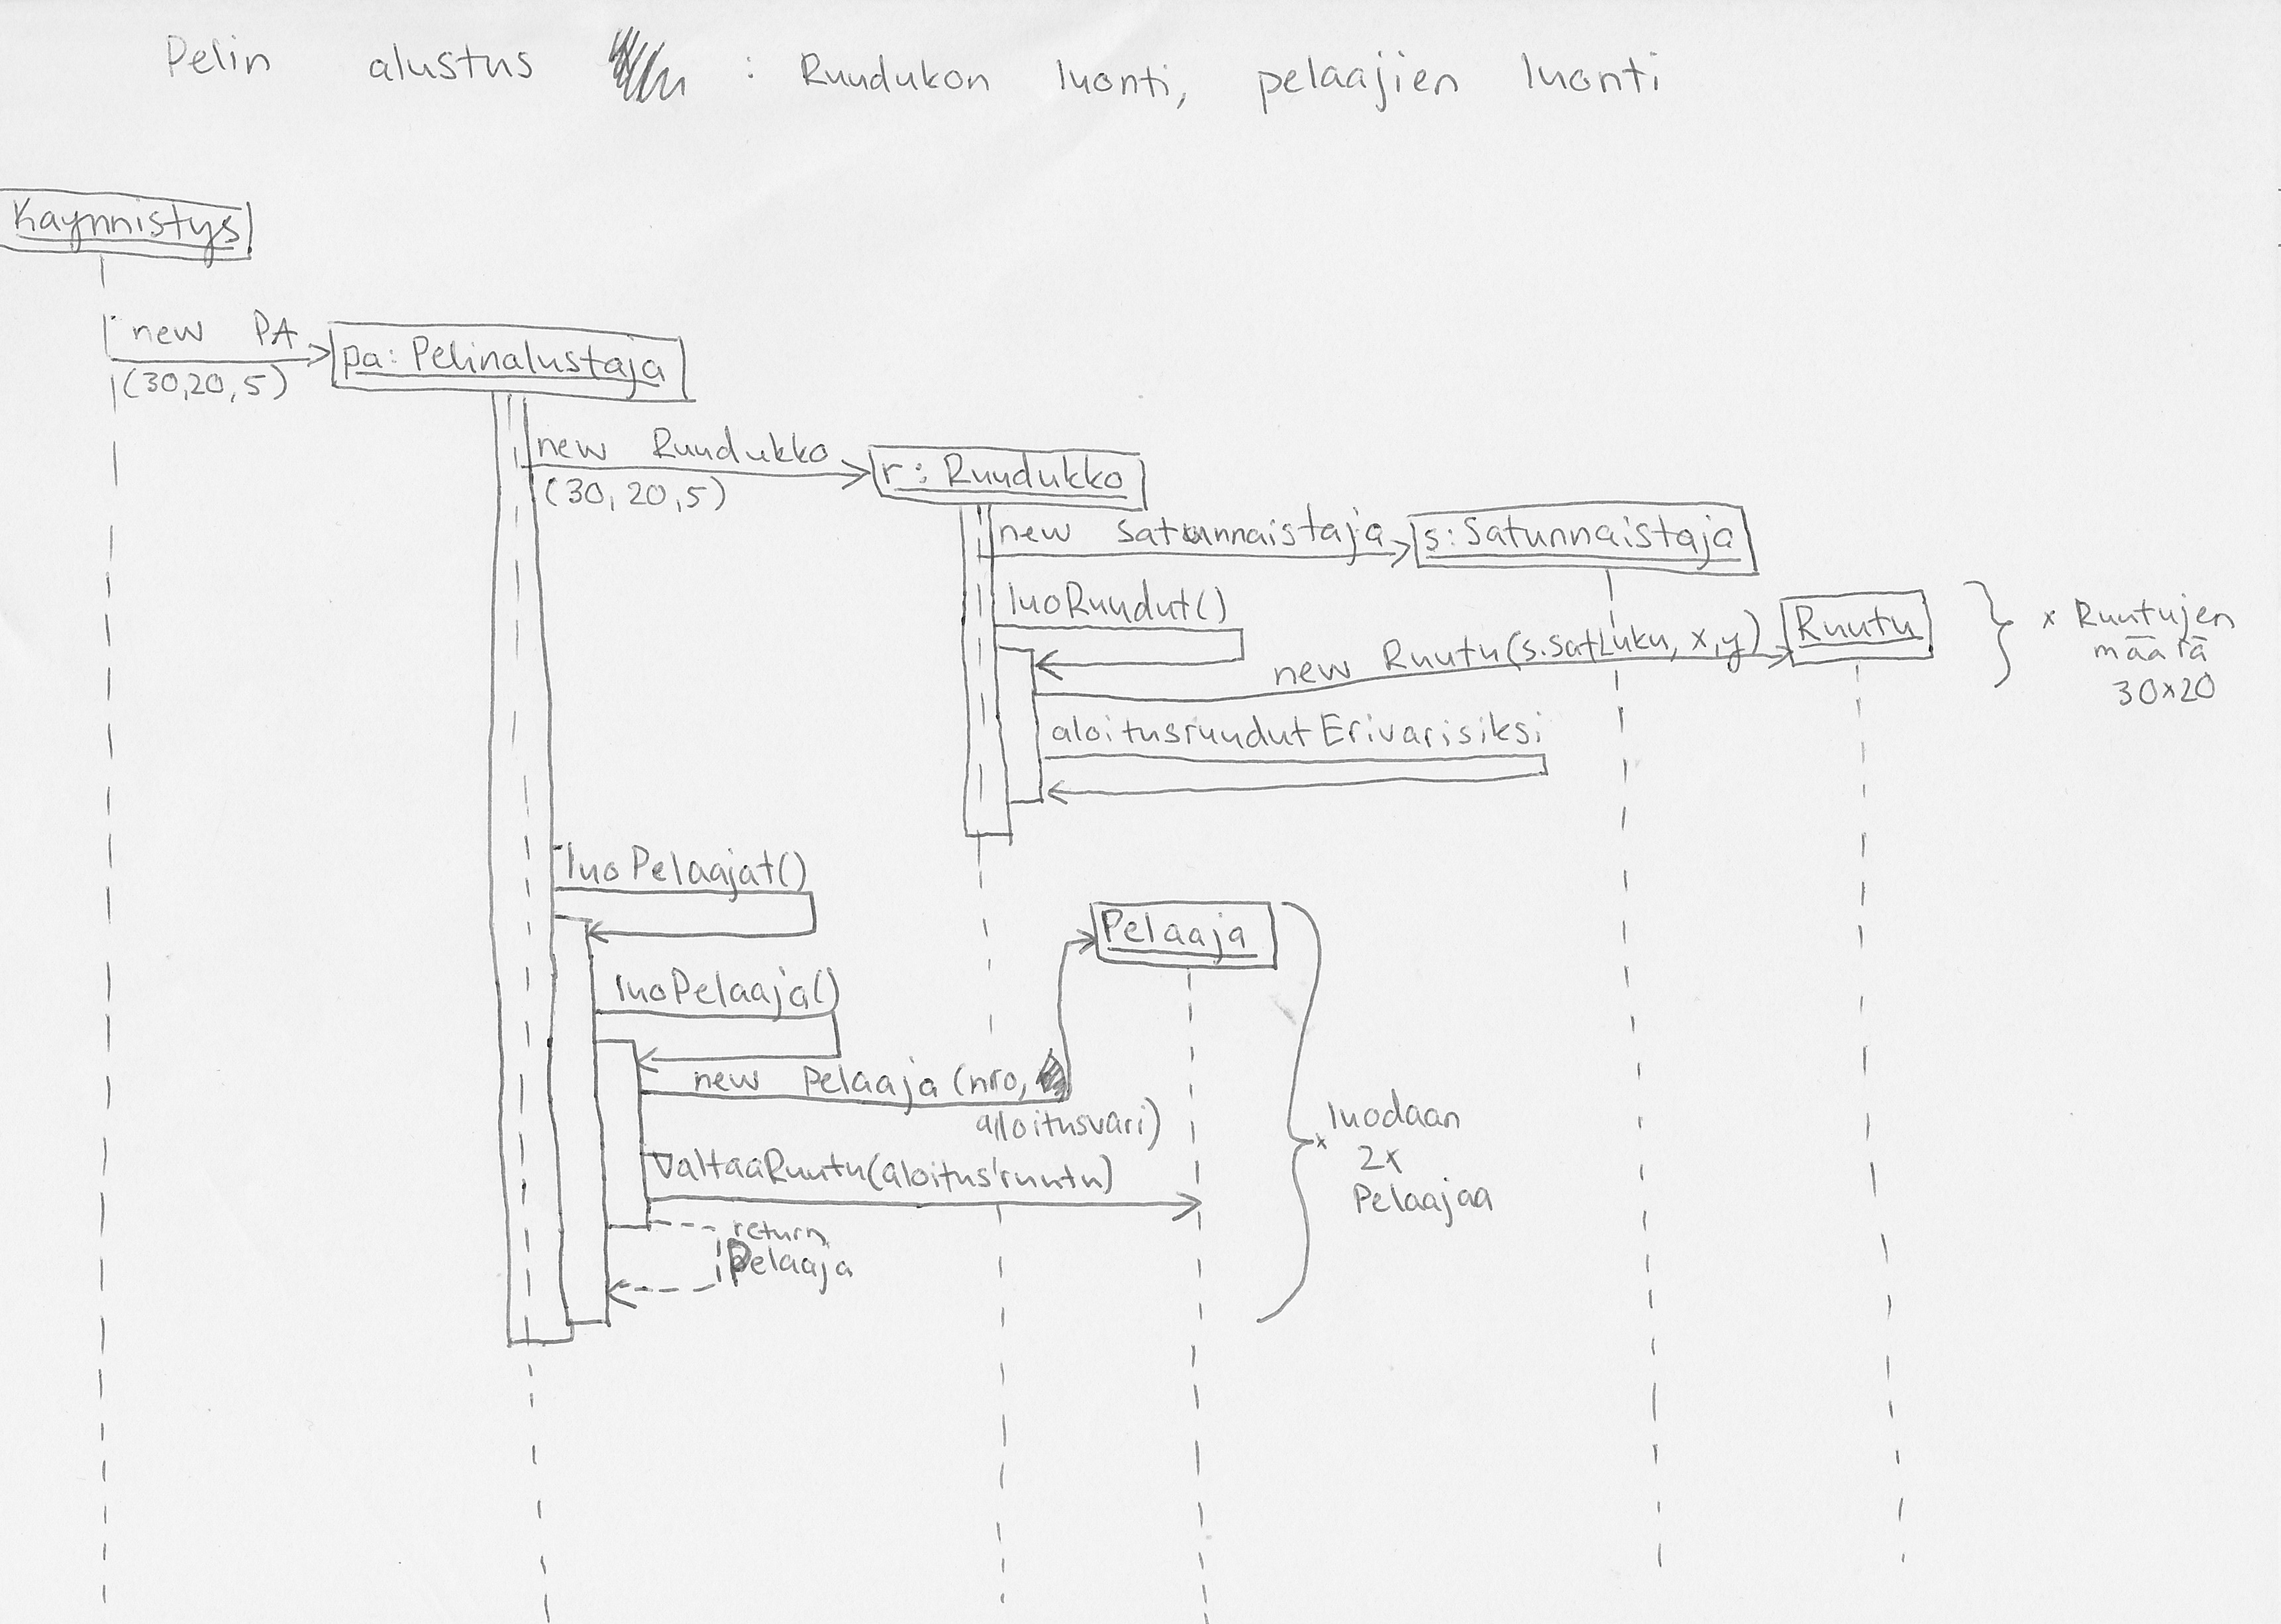 Pelin alustus : Ruudukon luonti, pelaajien luonti
Kaynnistys
new PA
(30,20,5)
pa: Pelinalustaja
new Ruudukko
(30, 20,5)
r: Ruudukko
new satunnaistaja
s: Satunnaistaja
luoRuudut()
new Ruutu(s.satLuku, x,y)
Ruutu
x Ruutujen
määrä
30x20
aloitusruudutErivarisiksi
luoPelaajat()
Pelaaja
luoPelaaja()
new Pelaaja(nro,
aloitusvari)
valtaaRuutu(aloitusruutu)
return
Pelaaja
x luodaan
2x
Pelaajaa